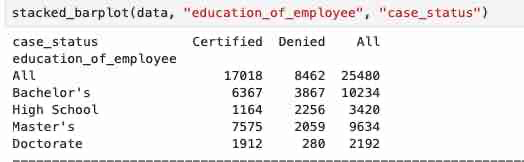 stacked_barplot(data, "education_of_employee", "case_status")
case_status Certified Denied All
education_of_employee
All 17018 8462 25480
Bachelor's 6367 3867 10234
High School 1164 2256 3420
Master's 7575 2059 9634
Doctorate 1912 280 2192